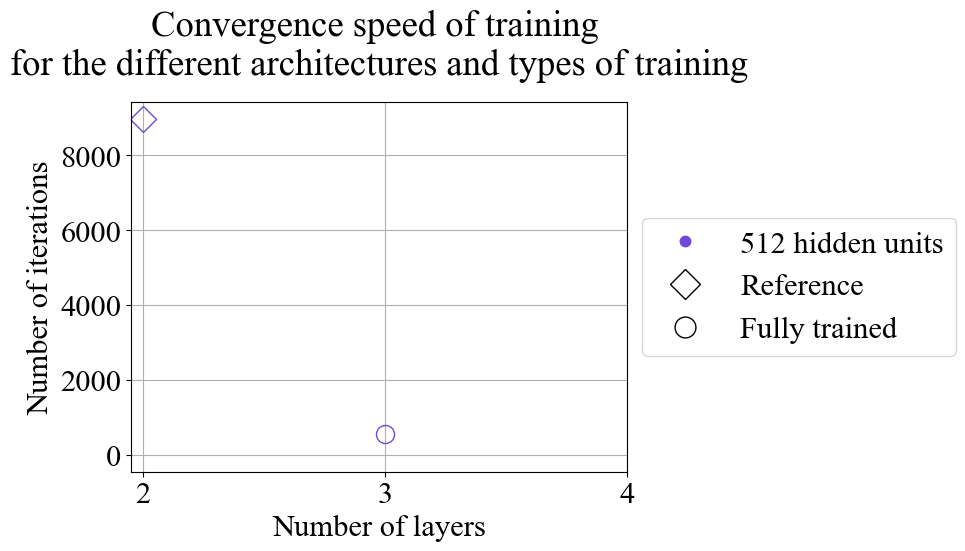 Convergence speed of training
for the different architectures and types of training
Number of iterations
8000
6000
4000
2000
0
2
3
4
Number of layers
512 hidden units
Reference
Fully trained